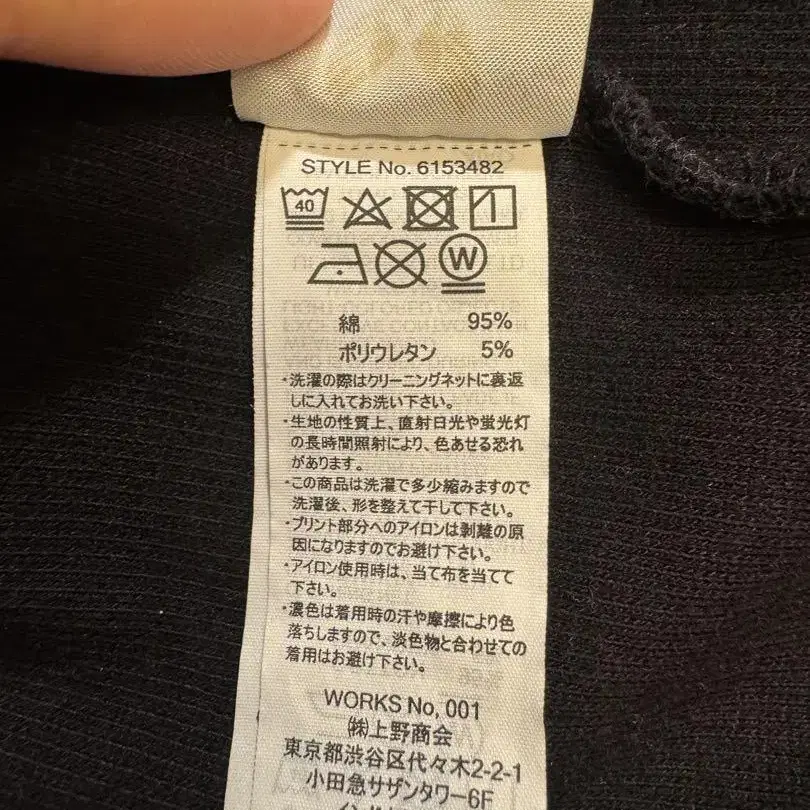 STYLE No. 6153482
40
W
綿 95%
ポリウレタン 5%
・洗濯の際はクリーニングネットに裏返
しに入れてお洗い下さい。
・生地の性質上、直射日光や蛍光灯
の長時間照射により、色あせる恐れ
があります。
・この商品は洗濯で多少縮みますので
洗濯後、形を整えて干して下さい。
・プリント部分へのアイロンは剥離の原
因になりますのでお避け下さい。
・アイロン使用時は、当て布を当てて
下さい。
・濃色は着用時の汗や摩擦により色
落ちしますので、淡色物と合わせての
着用はお避け下さい。
WORKS No, 001
㈱上野商会
東京都渋谷区代々木2-2-1
小田急サザンタワー6F